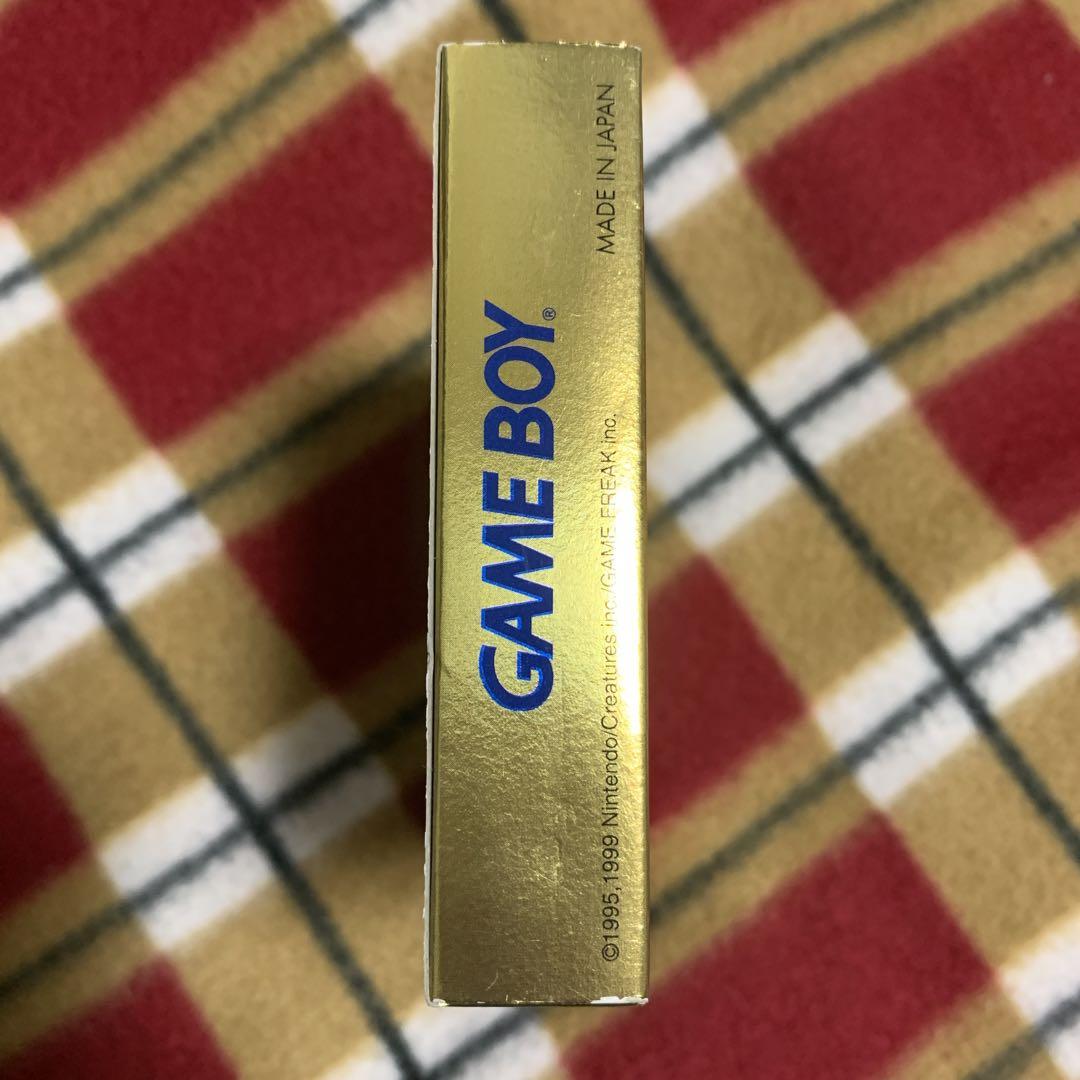 GAME BOY®
©1995,1999 Nintendo/Creatures inc./GAME FREAK inc. MADE IN JAPAN